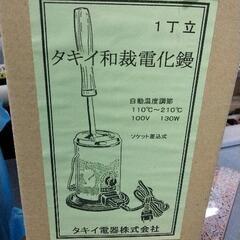 1丁立
タキイ和裁電化鏝
自動温度調節
110℃~210℃
100V 130W
ソケット差込式
タキイ電器株式会社